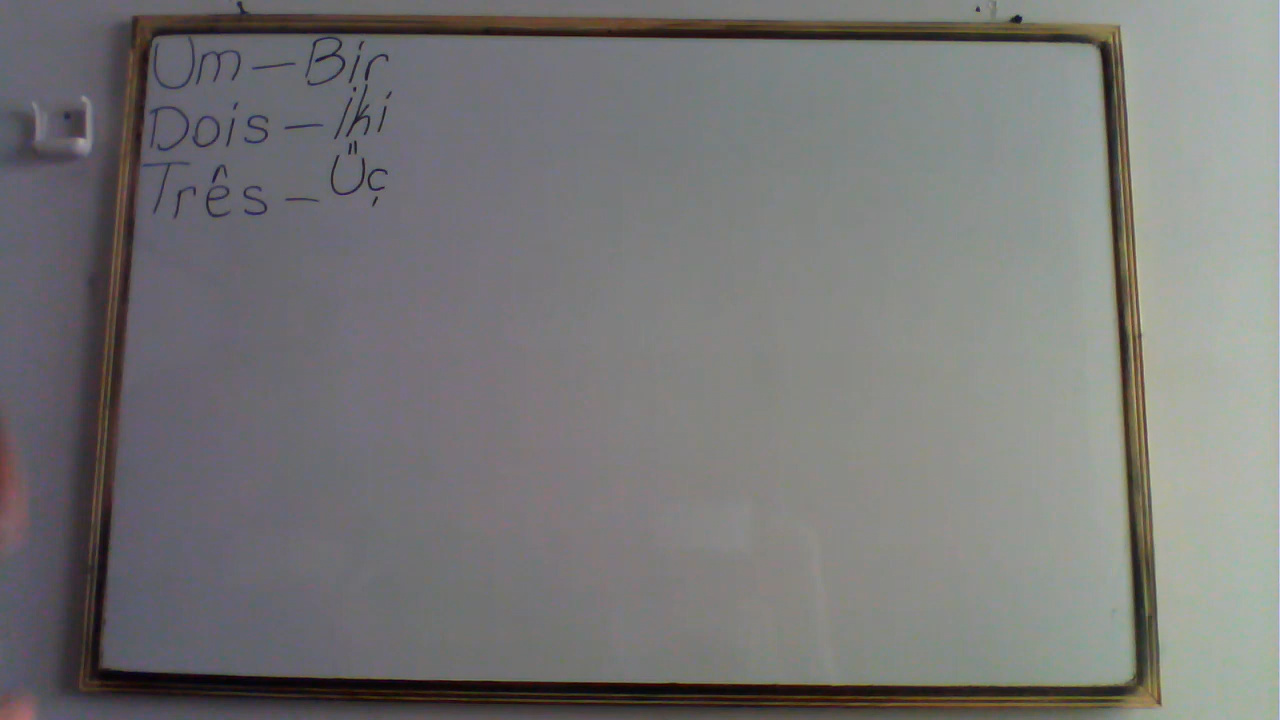 Um – Bir
Dois – İki
Três – Üç